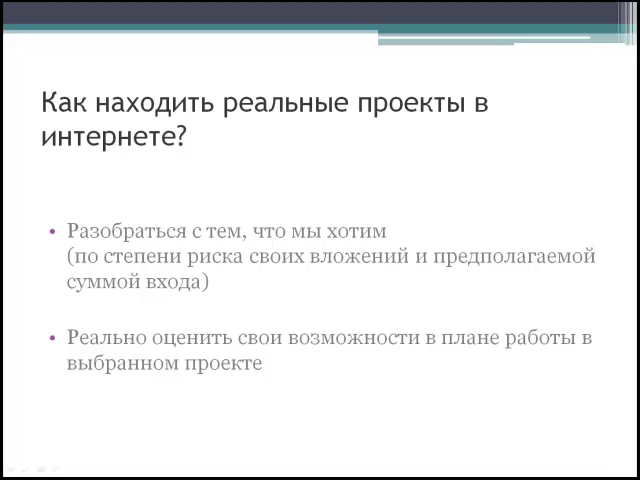 Как находить реальные проекты в
интернете?
• Разобраться с тем, что мы хотим
(по степени риска своих вложений и предполагаемой
суммой входа)
• Реально оценить свои возможности в плане работы в
выбранном проекте